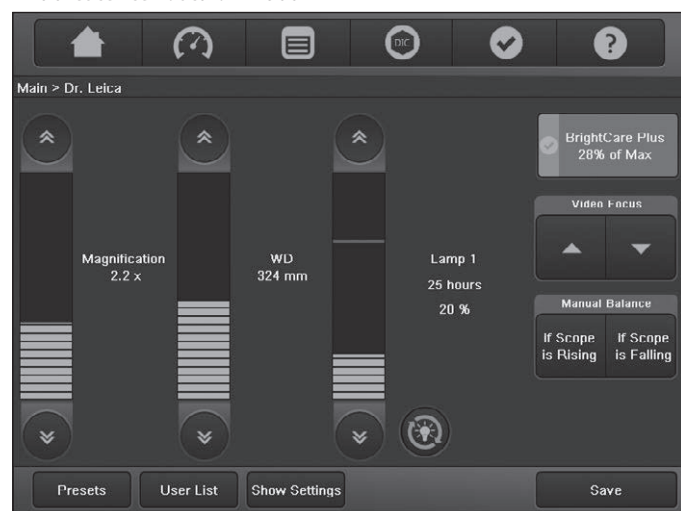 DIC
?
Main > Dr. Leica
BrightCare Plus
28% of Max
Video Focus
Magnification
2.2 x
WD
324 mm
Lamp 1
25 hours
20 %
Manual Balance
If Scope
is Rising
If Scope
is Falling
Presets
User List
Show Settings
Save